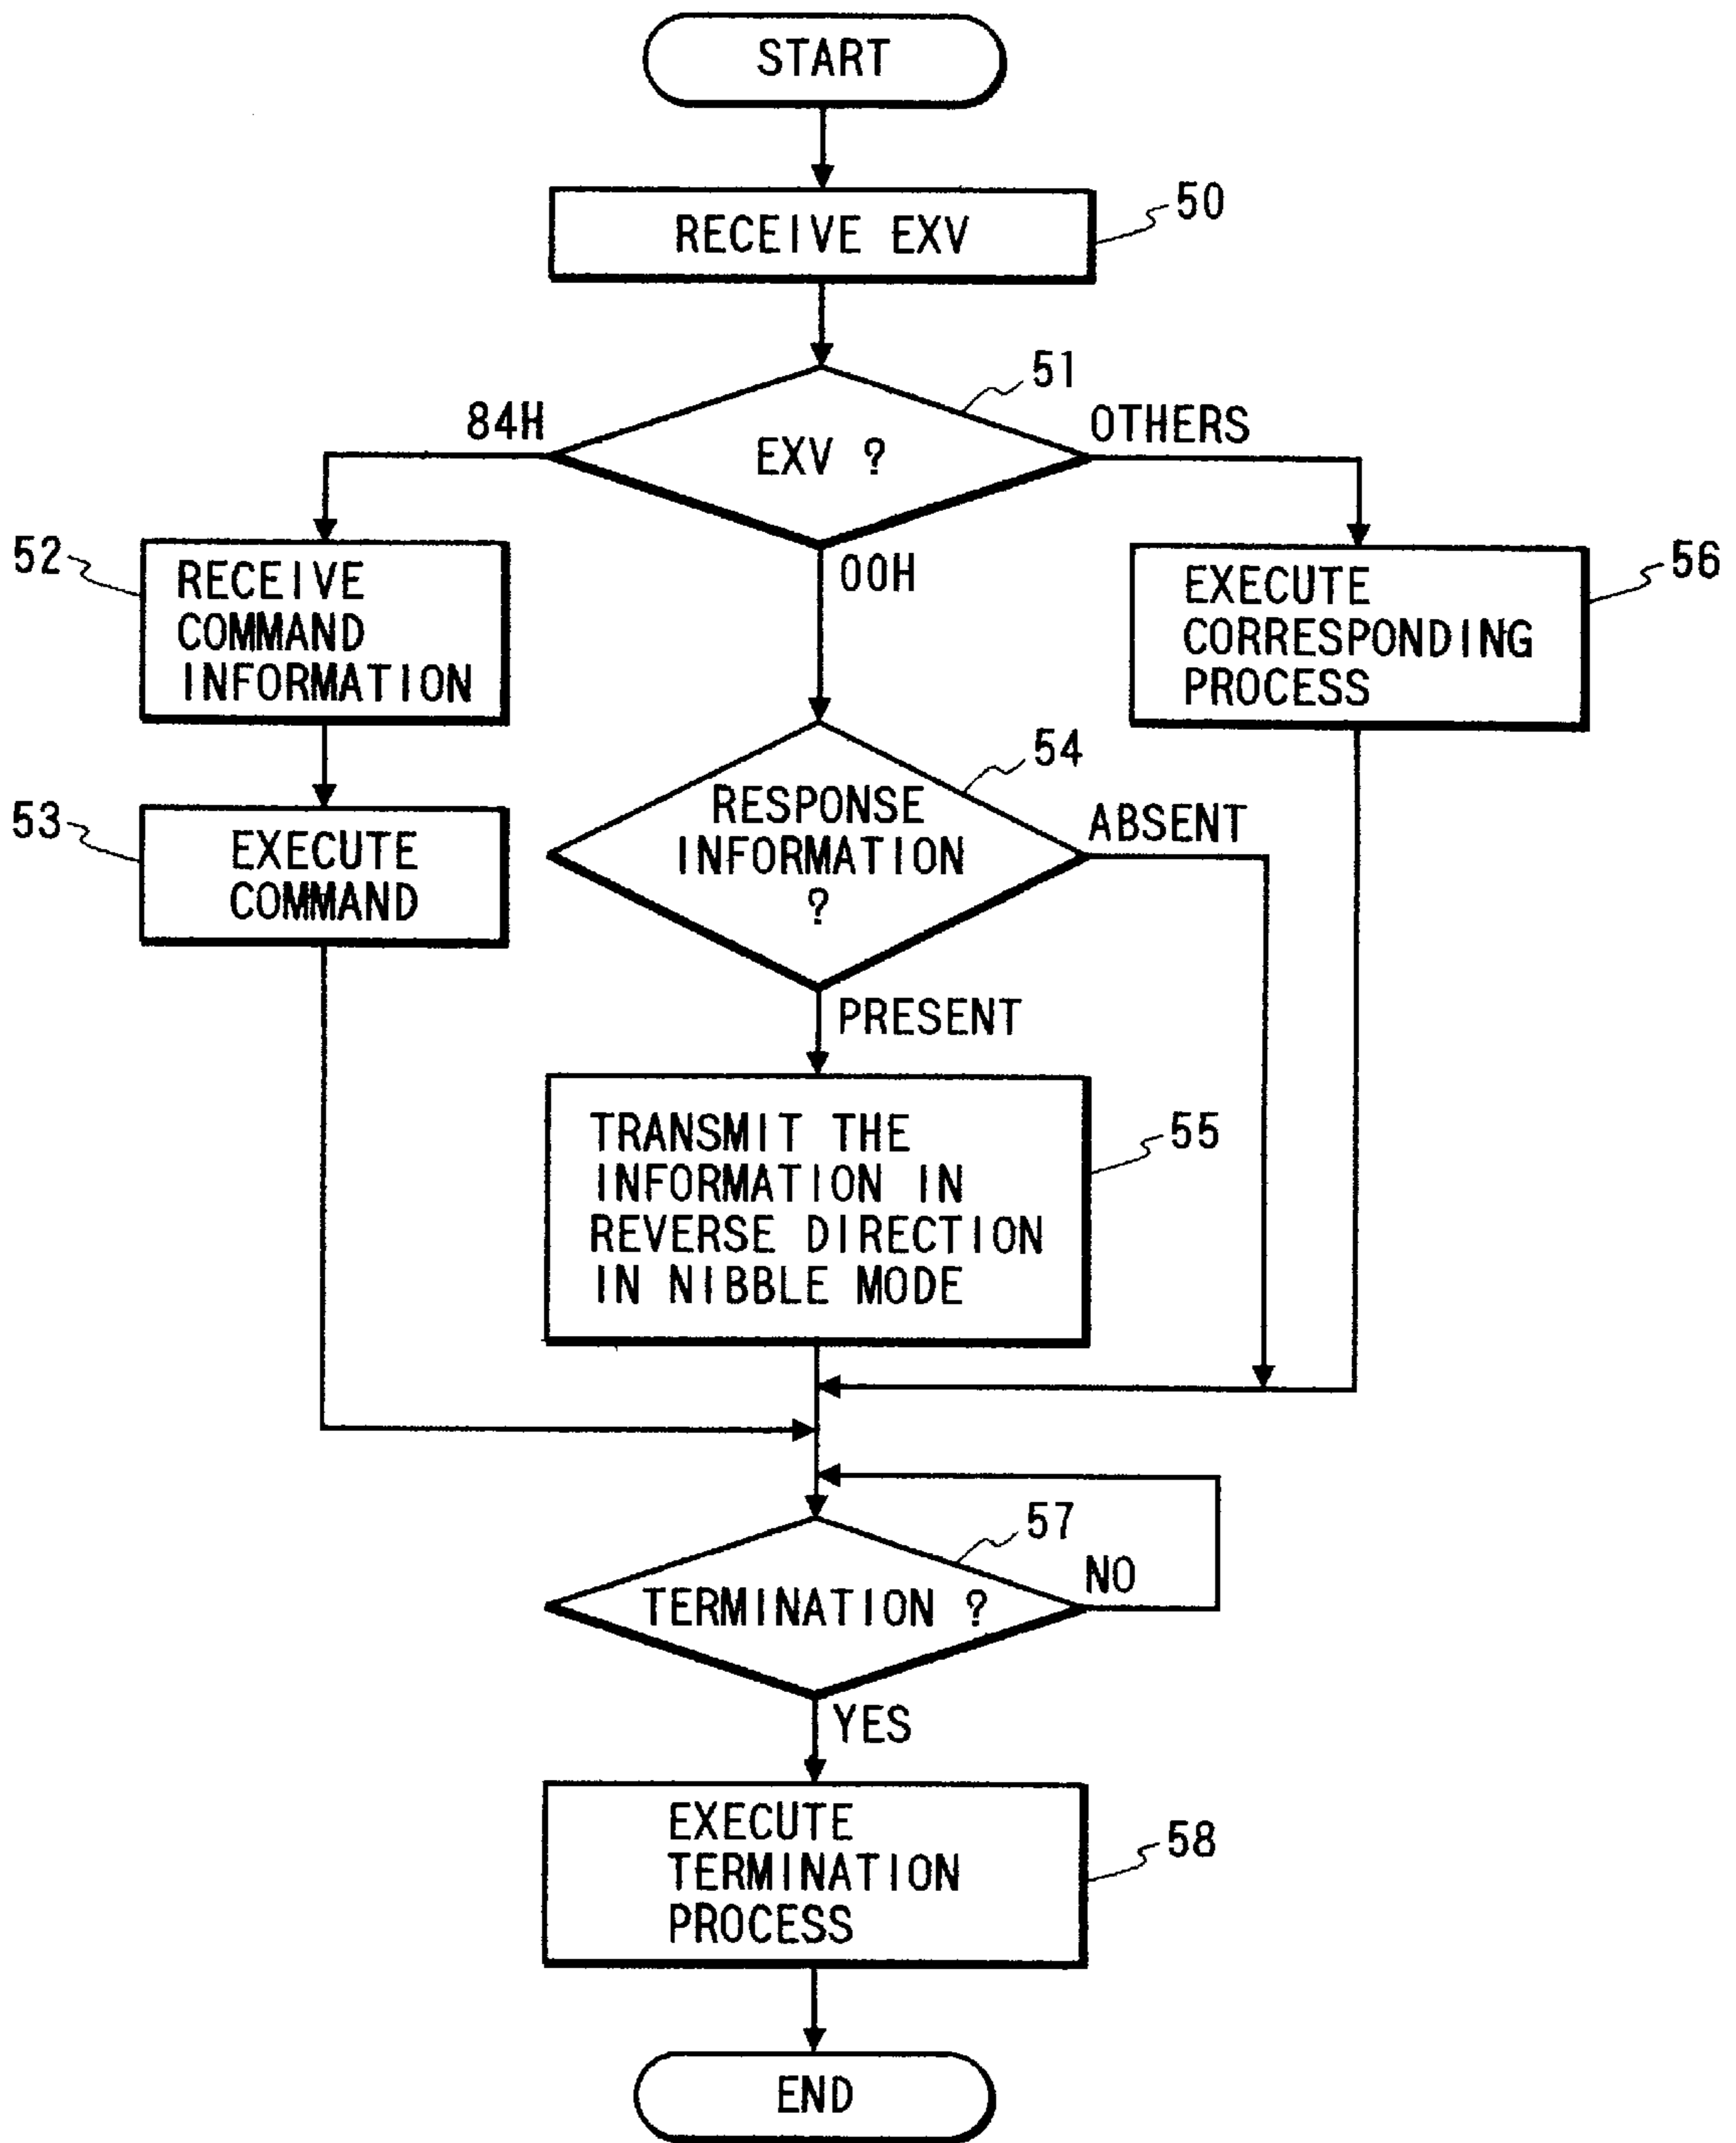 START
RECEIVE EXV
50
51
84H
EXV ?
OTHERS
00H
52
RECEIVE
COMMAND
INFORMATION
56
EXECUTE
CORRESPONDING
PROCESS
53
EXECUTE
COMMAND
54
RESPONSE
INFORMATION
?
ABSENT
PRESENT
TRANSMIT THE
INFORMATION IN
REVERSE DIRECTION
IN NIBBLE MODE
55
57
TERMINATION ?
NO
YES
EXECUTE
TERMINATION
PROCESS
58
END